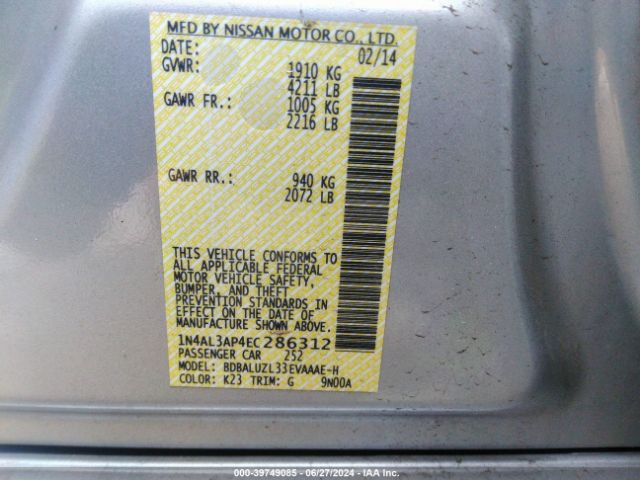 MFD BY NISSAN MOTOR CO., LTD.
DATE: 02/14
GVWR: 1910 KG
4211 LB
GAWR FR.: 1005 KG
2216 LB
GAWR RR.: 940 KG
2072 LB
THIS VEHICLE CONFORMS TO
ALL APPLICABLE FEDERAL
MOTOR VEHICLE SAFETY,
BUMPER, AND THEFT
PREVENTION STANDARDS IN
EFFECT ON THE DATE OF
MANUFACTURE SHOWN ABOVE.
1N4AL3AP4EC286312
PASSENGER CAR 252
MODEL: BDBALUZL33EVAAAE-H
COLOR: K23 TRIM: G 9N00A
000-39749085 - 06/27/2024 - IAA Inc.